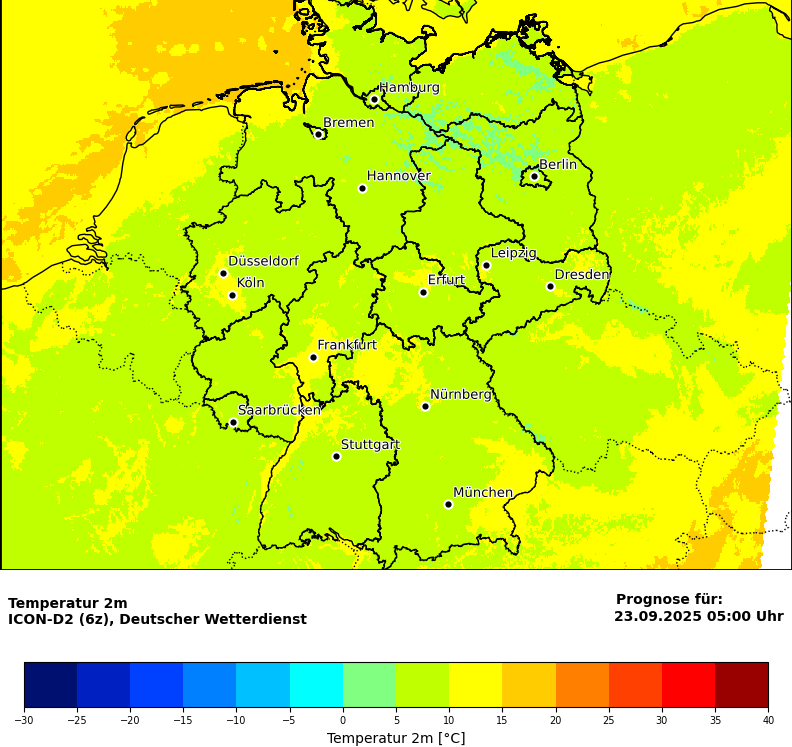 Hamburg
Bremen
Berlin
Hannover
Leipzig
Düsseldorf
Dresden
Köln
Erfurt
Frankfurt
Nürnberg
Saarbrücken
Stuttgart
München
Temperatur 2m
ICON-D2 (6z), Deutscher Wetterdienst
Prognose für:
23.09.2025 05:00 Uhr
−30 −25 −20 −15 −10 −5 0 5 10 15 20 25 30 35 40
Temperatur 2m [°C]